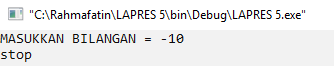 "C:\Rahmafatin\LAPRES 5\bin\Debug\LAPRES 5.exe"
MASUKKAN BILANGAN = -10
stop